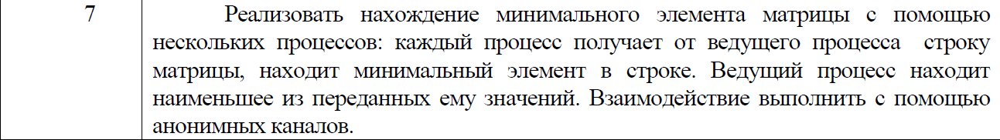 7
Реализовать нахождение минимального элемента матрицы с помощью
нескольких процессов: каждый процесс получает от ведущего процесса строку
матрицы, находит минимальный элемент в строке. Ведущий процесс находит
наименьшее из переданных ему значений. Взаимодействие выполнить с помощью
анонимных каналов.